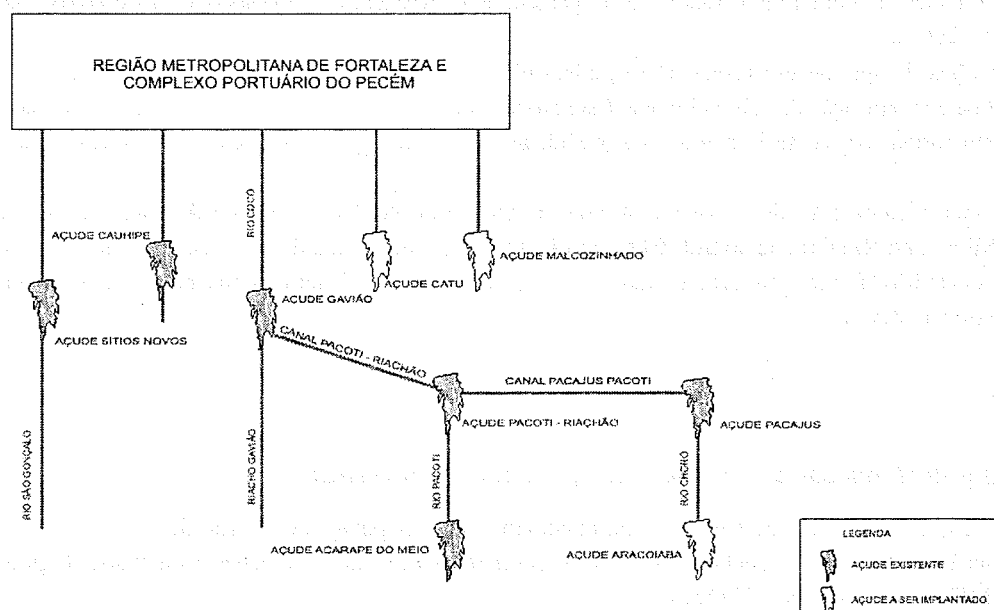 REGIÃO METROPOLITANA DE FORTALEZA E
COMPLEXO PORTUÁRIO DO PECÉM
RIO COCÓ
AÇUDE CAUHIPE
AÇUDE MALCOZINHADO
AÇUDE CATU
AÇUDE GAVIÃO
AÇUDE SÍTIOS NOVOS
CANAL PACOTI - RIACHÃO
CANAL PACAJUS PACOTI
AÇUDE PACOTI - RIACHÃO
AÇUDE PACAJUS
RIO SÃO GONÇALO
RIACHO GAVIÃO
RIO PACOTI
RIO CHORÓ
AÇUDE ACARAPE DO MEIO
AÇUDE ARACOIABA
LEGENDA
AÇUDE EXISTENTE
AÇUDE A SER IMPLANTADO